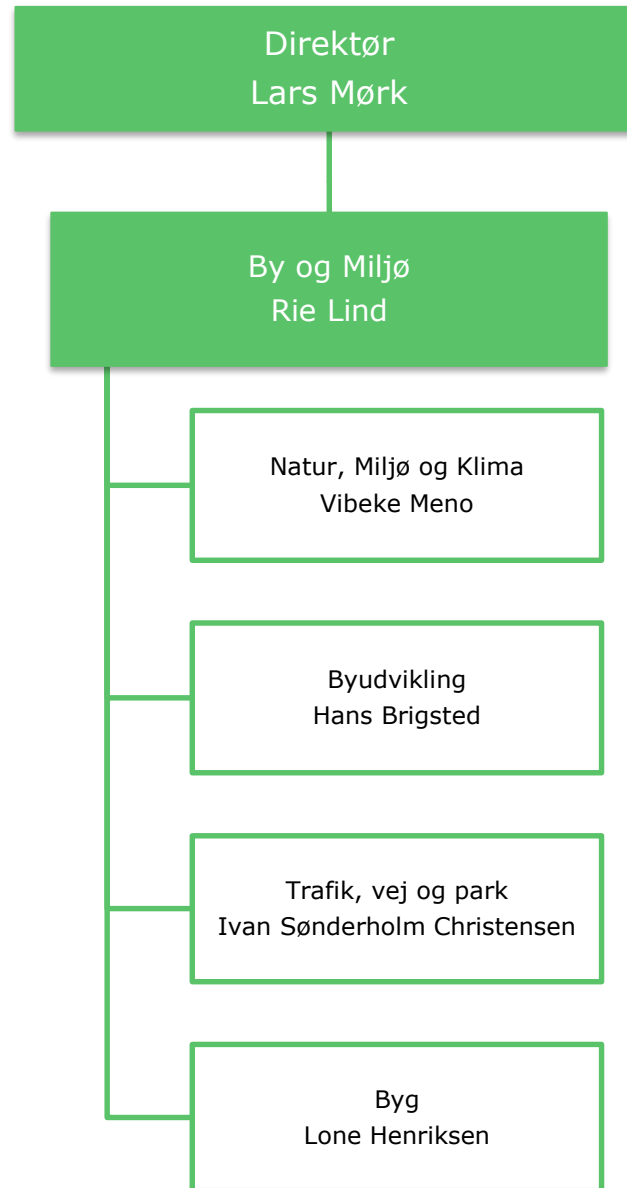 Direktør
Lars Mørk
By og Miljø
Rie Lind
Natur, Miljø og Klima
Vibeke Meno
Byudvikling
Hans Brigsted
Trafik, vej og park
Ivan Sønderholm Christensen
Byg
Lone Henriksen